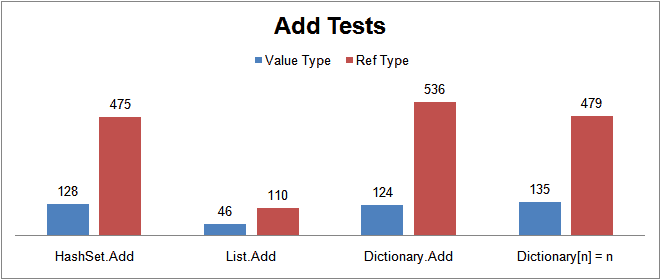 Add Tests
Value Type Ref Type
475
536
479
128
46
110
124
135
HashSet.Add List.Add Dictionary.Add Dictionary[n] = n